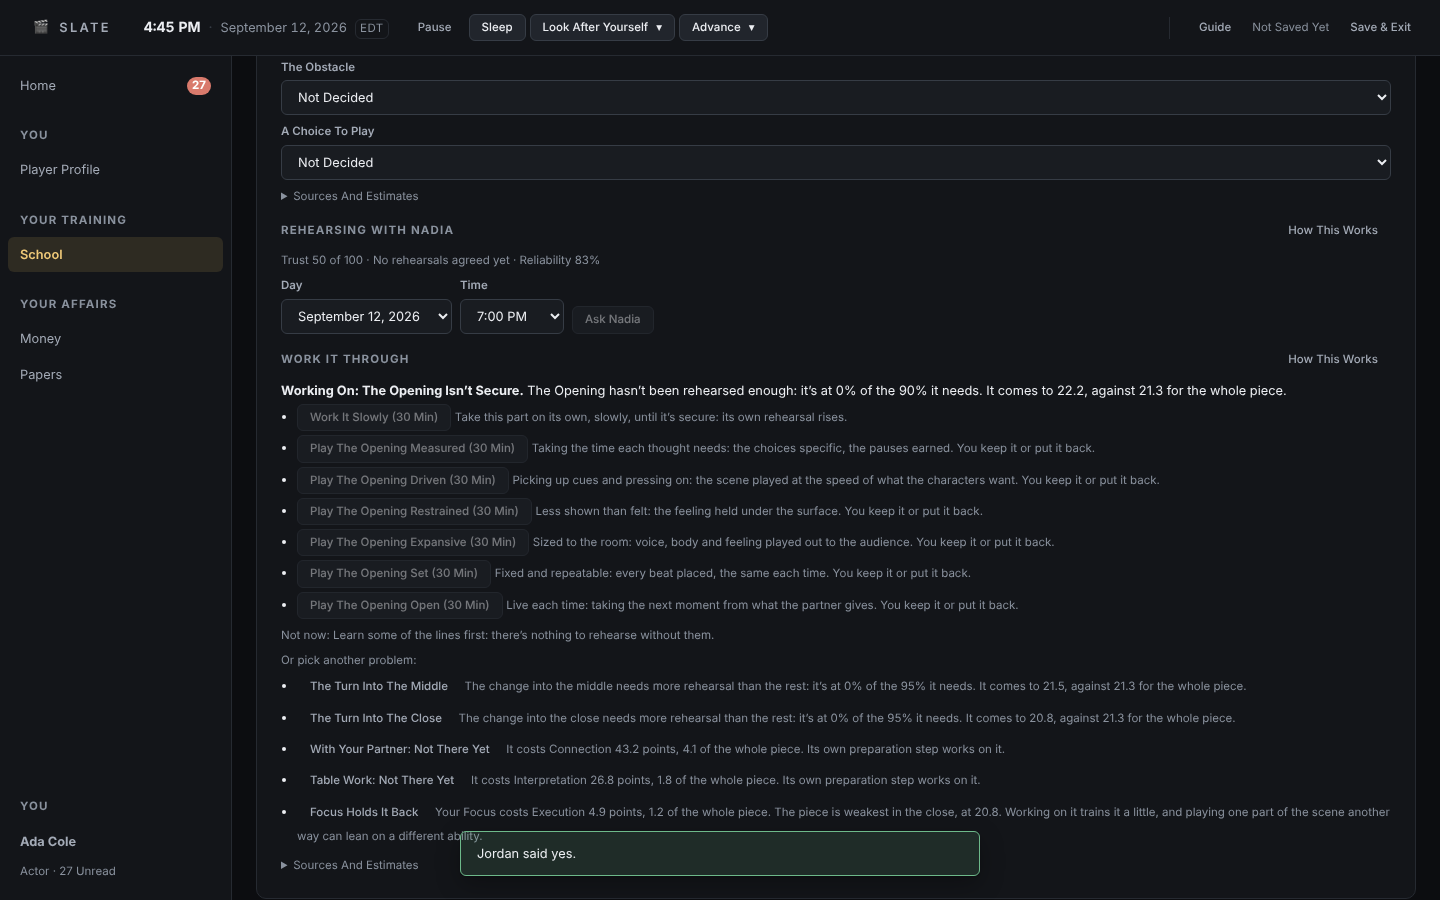 SLATE 4:45 PM · September 12, 2026 EDT Pause Sleep Look After Yourself ▾ Advance ▾ Guide Not Saved Yet Save & Exit
Home 27
YOU
Player Profile
YOUR TRAINING
School
YOUR AFFAIRS
Money
Papers
YOU
Ada Cole
Actor · 27 Unread
The Obstacle
Not Decided
A Choice To Play
Not Decided
Sources And Estimates
REHEARSING WITH NADIA How This Works
Trust 50 of 100 · No rehearsals agreed yet · Reliability 83%
Day Time
September 12, 2026 7:00 PM Ask Nadia
WORK IT THROUGH How This Works
Working On: The Opening Isn’t Secure. The Opening hasn’t been rehearsed enough: it’s at 0% of the 90% it needs. It comes to 22.2, against 21.3 for the whole piece.
• Work It Slowly (30 Min) Take this part on its own, slowly, until it’s secure: its own rehearsal rises.
• Play The Opening Measured (30 Min) Taking the time each thought needs: the choices specific, the pauses earned. You keep it or put it back.
• Play The Opening Driven (30 Min) Picking up cues and pressing on: the scene played at the speed of what the characters want. You keep it or put it back.
• Play The Opening Restrained (30 Min) Less shown than felt: the feeling held under the surface. You keep it or put it back.
• Play The Opening Expansive (30 Min) Sized to the room: voice, body and feeling played out to the audience. You keep it or put it back.
• Play The Opening Set (30 Min) Fixed and repeatable: every beat placed, the same each time. You keep it or put it back.
• Play The Opening Open (30 Min) Live each time: taking the next moment from what the partner gives. You keep it or put it back.
Not now: Learn some of the lines first: there’s nothing to rehearse without them.
Or pick another problem:
• The Turn Into The Middle The change into the middle needs more rehearsal than the rest: it’s at 0% of the 95% it needs. It comes to 21.5, against 21.3 for the whole piece.
• The Turn Into The Close The change into the close needs more rehearsal than the rest: it’s at 0% of the 95% it needs. It comes to 20.8, against 21.3 for the whole piece.
• With Your Partner: Not There Yet It costs Connection 43.2 points, 4.1 of the whole piece. Its own preparation step works on it.
• Table Work: Not There Yet It costs Interpretation 26.8 points, 1.8 of the whole piece. Its own preparation step works on it.
• Focus Holds It Back Your Focus costs Execution 4.9 points, 1.2 of the whole piece. The piece is weakest in the close, at 20.8. Working on it trains it a little, and playing one part of the scene another
way can lean on a different ability.
Jordan said yes.
Sources And Estimates